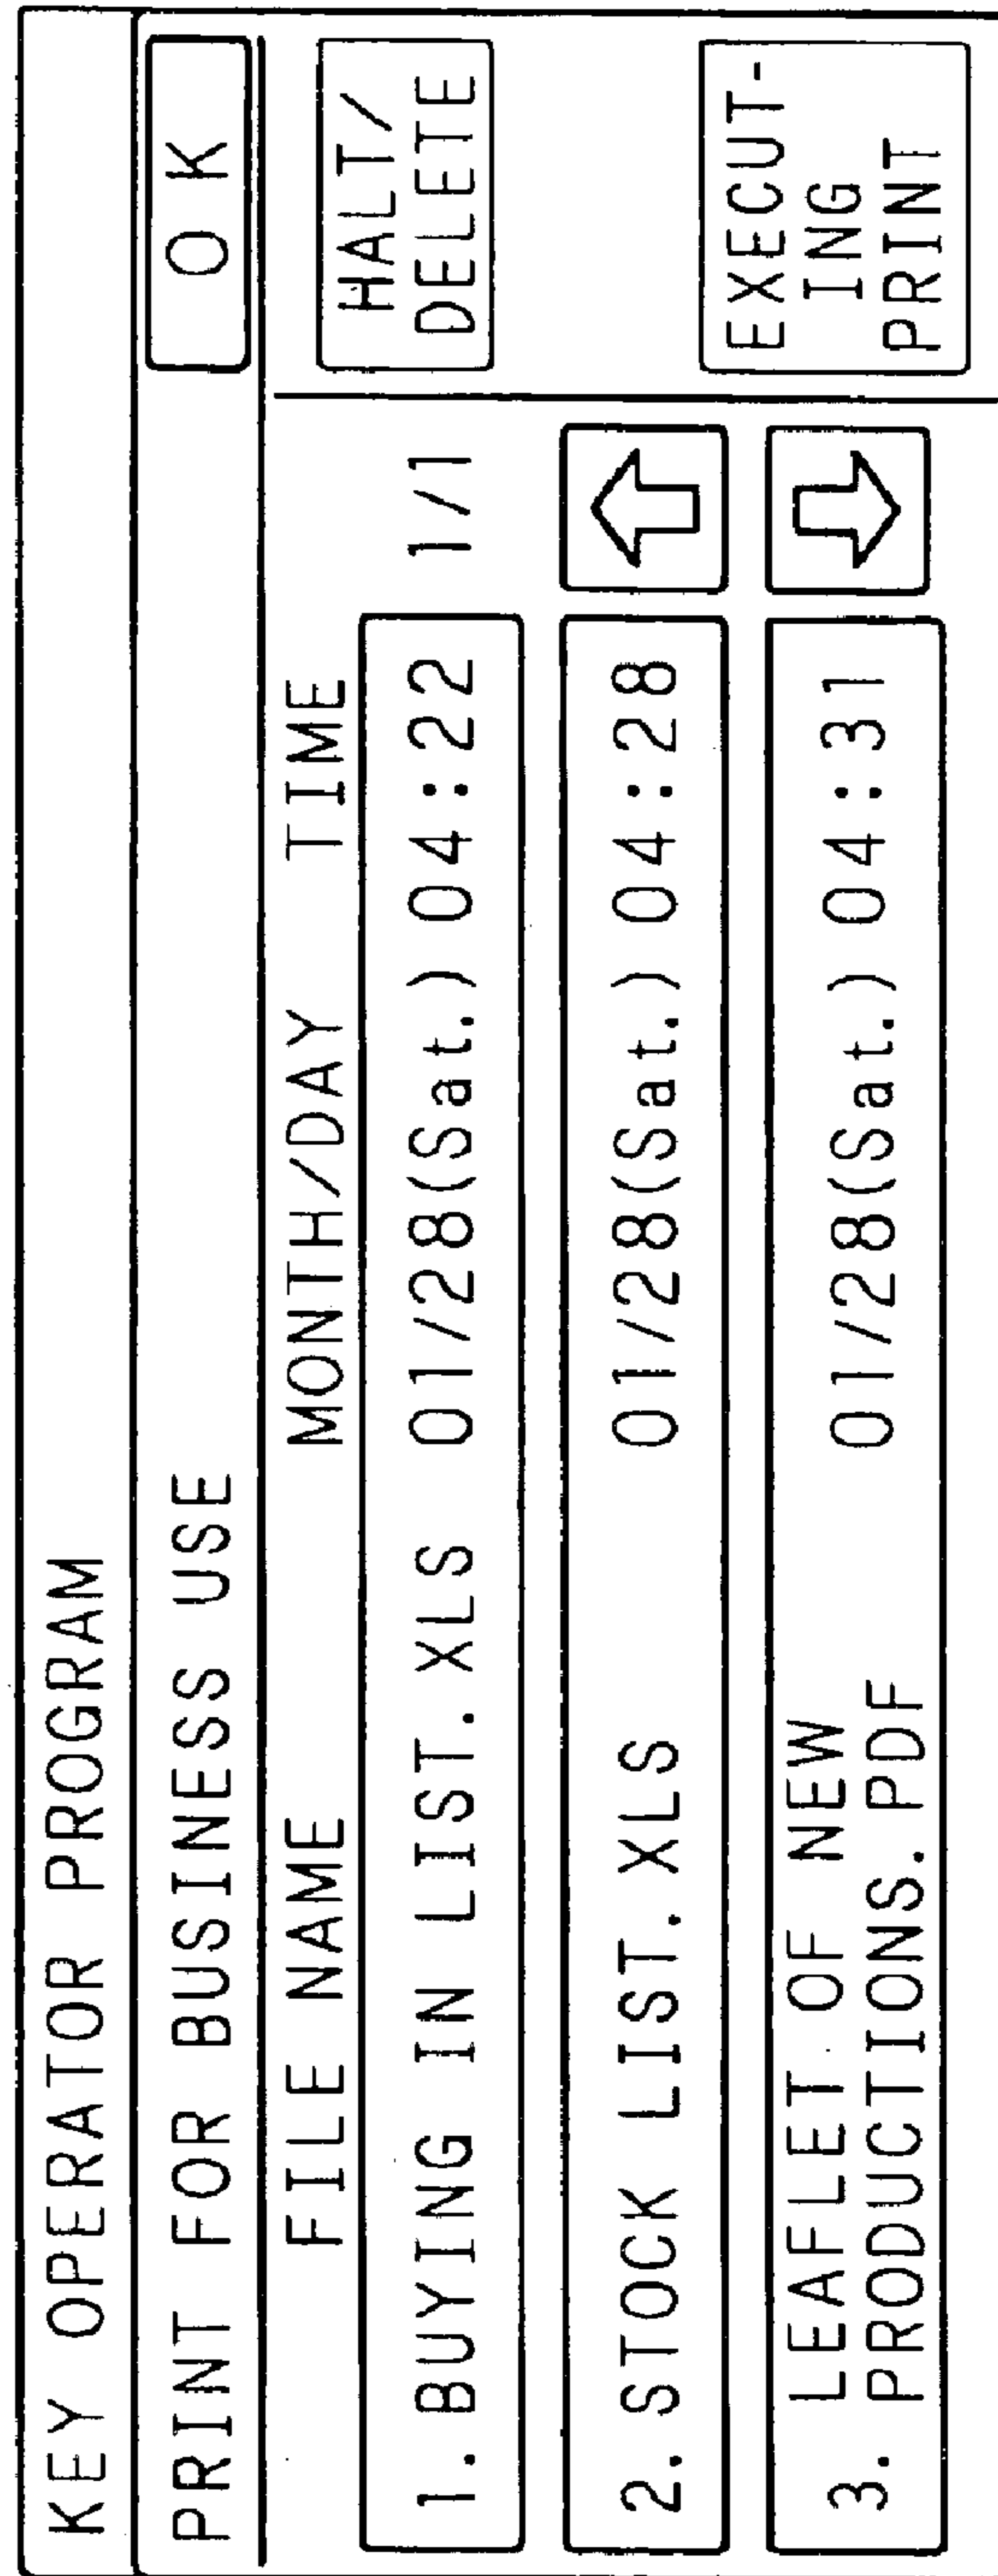 KEY OPERATOR PROGRAM
PRINT FOR BUSINESS USE
OK
FILE NAME MONTH/DAY TIME
1. BUYING IN LIST. XLS 01/28(Sat.) 04:22
1/1
HALT/
DELETE
2. STOCK LIST. XLS 01/28(Sat.) 04:28
3. LEAFLET OF NEW
PRODUCTIONS. PDF 01/28(Sat.) 04:31
EXECUT-
ING
PRINT